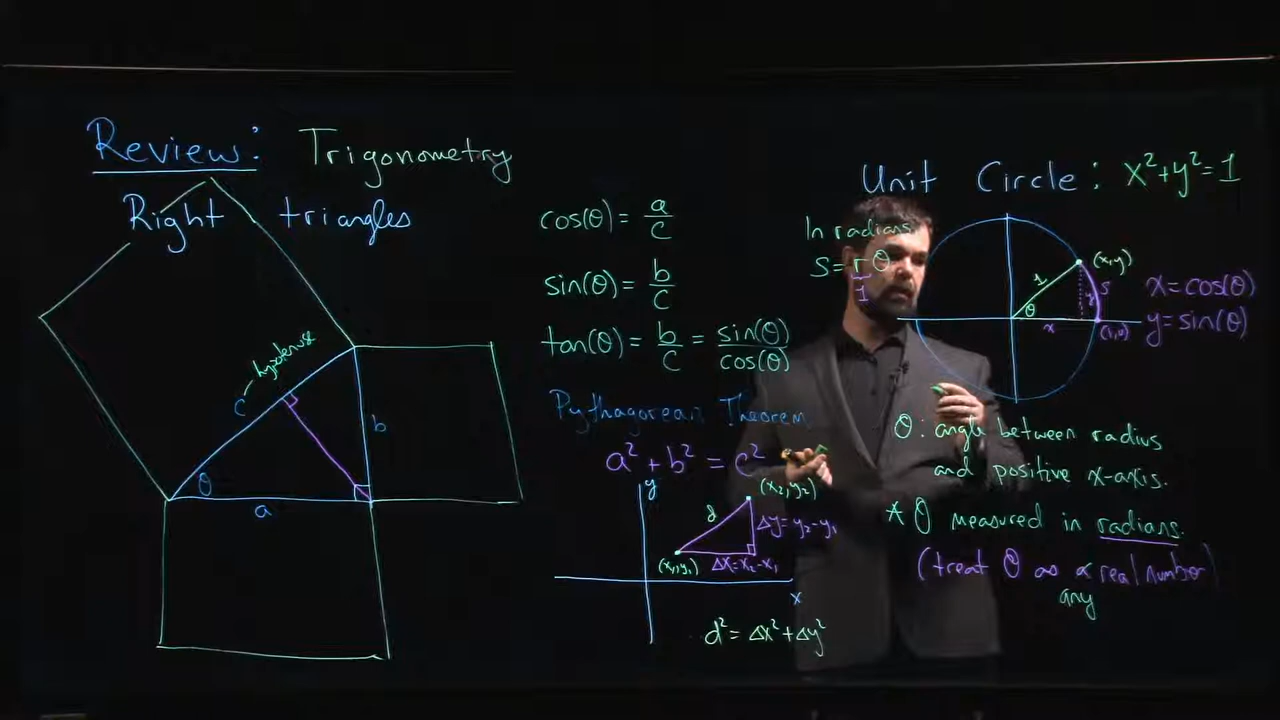 Review: Trigonometry
Right triangles
c
hypotenuse
b
θ
a
cos(θ) = a/c
sin(θ) = b/c
tan(θ) = b/c = sin(θ)/cos(θ)
Pythagorean Theorem
a² + b² = c²
y
(x₂, y₂)
d
Δy = y₂ - y₁
(x₁, y₁)
Δx = x₂ - x₁
x
d² = Δx² + Δy²
Unit Circle: x² + y² = 1
In radians
S = rθ
1
(x,y)
1
θ
y
S
x
(1,0)
x = cos(θ)
y = sin(θ)
θ: angle between radius
and positive x-axis.
* θ measured in radians.
(treat θ as a real number)
any